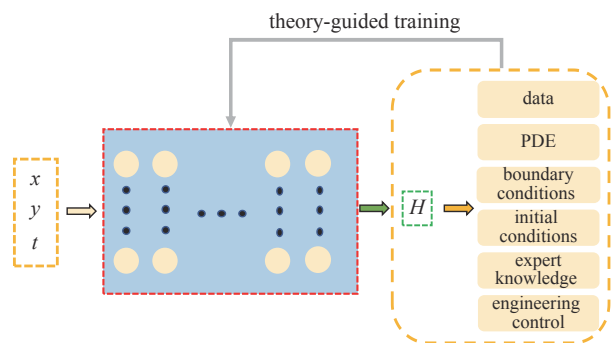 theory-guided training
x
y
t
H
data
PDE
boundary
conditions
initial
conditions
expert
knowledge
engineering
control